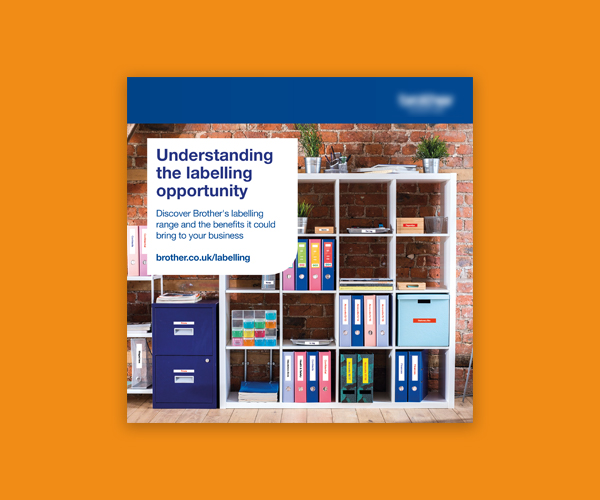 Understanding
the labelling
opportunity
Discover Brother's labelling
range and the benefits it could
bring to your business
brother.co.uk/labelling